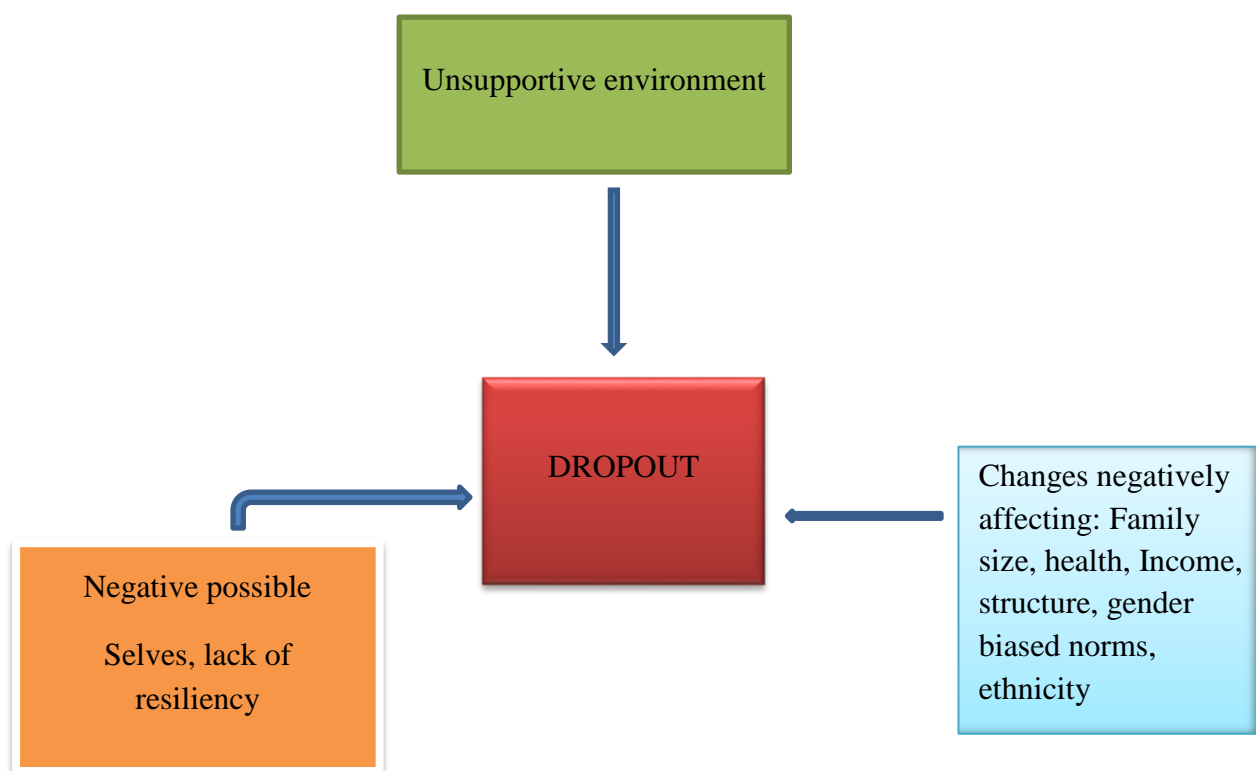 Unsupportive environment
DROPOUT
Negative possible
Selves, lack of
resiliency
Changes negatively
affecting: Family
size, health, Income,
structure, gender
biased norms,
ethnicity